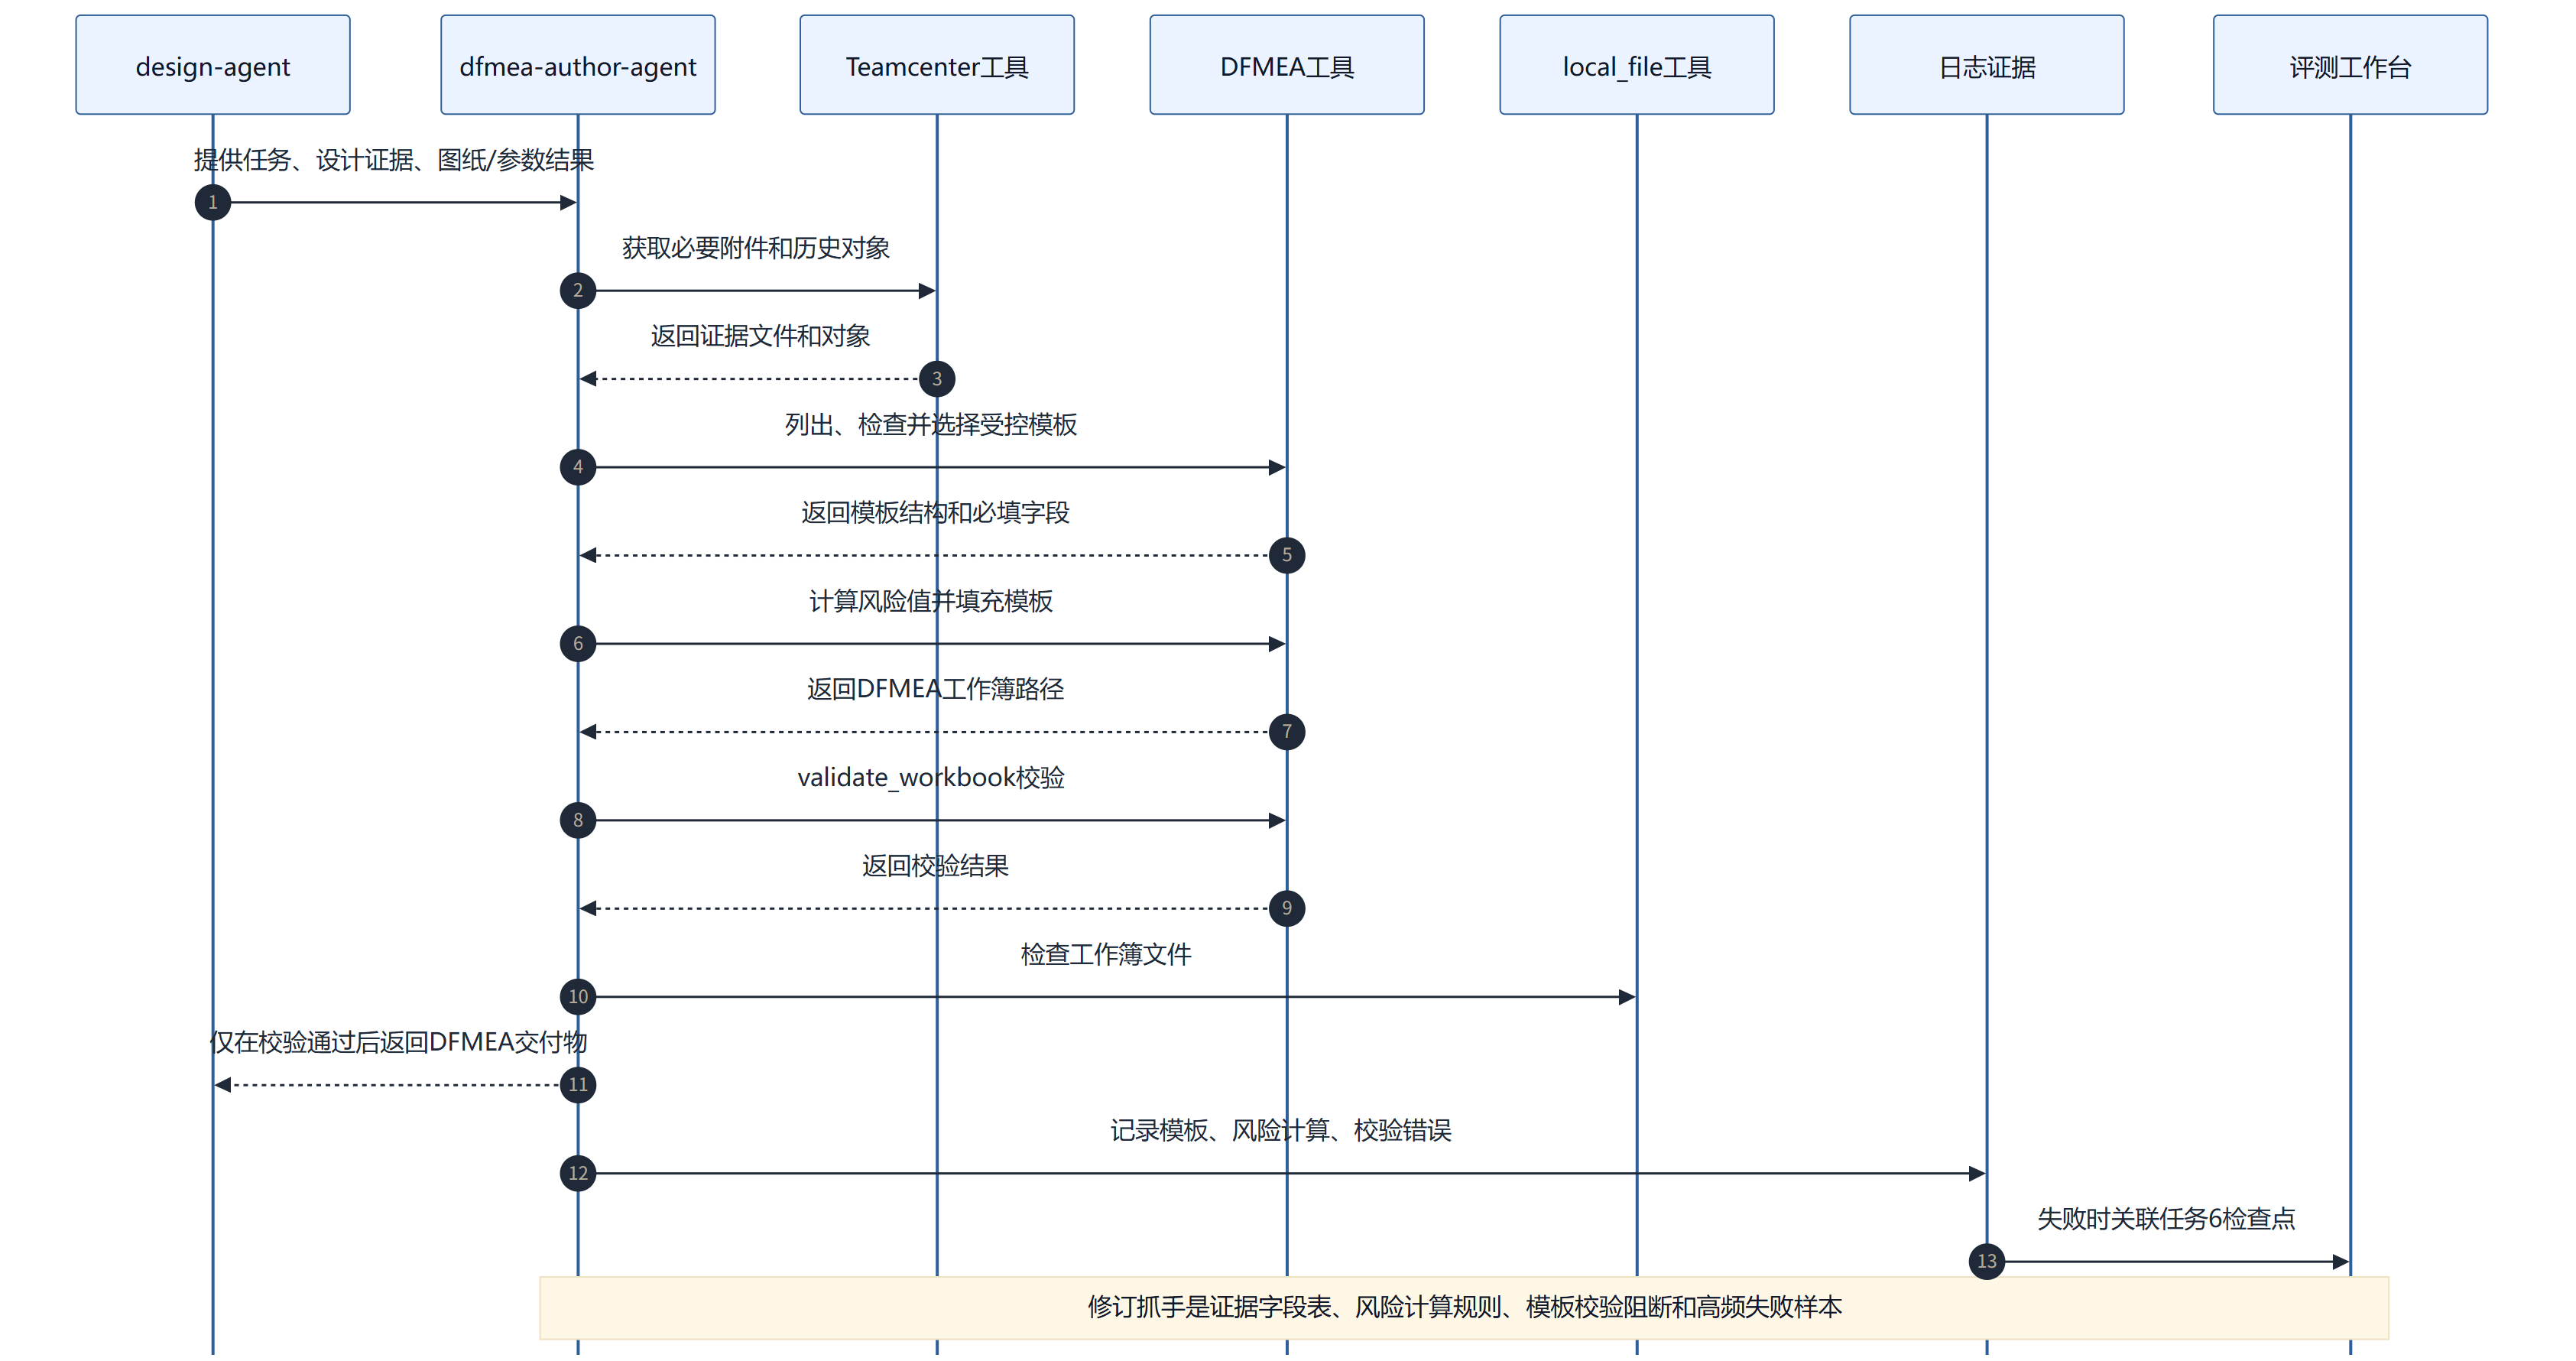 design-agent
dfmea-author-agent
Teamcenter工具
DFMEA工具
local_file工具
日志证据
评测工作台
提供任务、设计证据、图纸/参数结果
1
获取必要附件和历史对象
2
返回证据文件和对象
3
列出、检查并选择受控模板
4
返回模板结构和必填字段
5
计算风险值并填充模板
6
返回DFMEA工作簿路径
7
validate_workbook校验
8
返回校验结果
9
检查工作簿文件
10
仅在校验通过后返回DFMEA交付物
11
记录模板、风险计算、校验错误
12
失败时关联任务6检查点
13
修订抓手是证据字段表、风险计算规则、模板校验阻断和高频失败样本